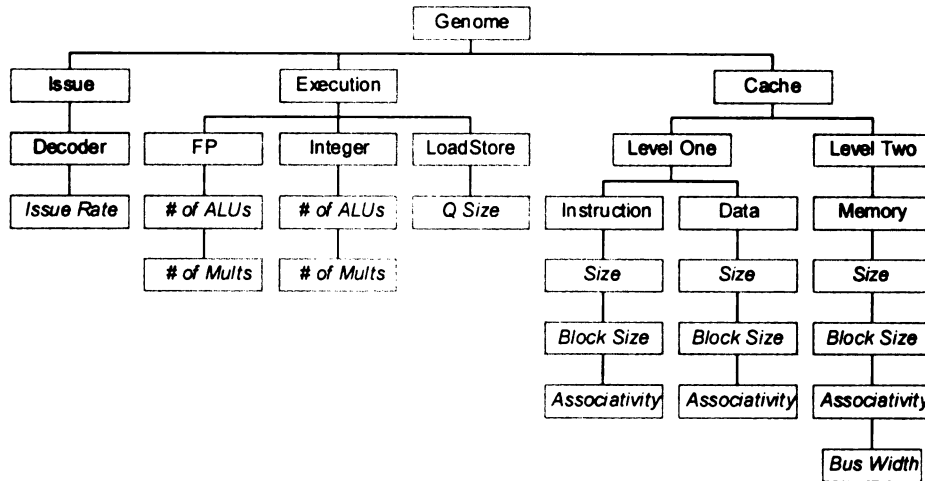 Genome
Issue Execution Cache
Decoder FP Integer LoadStore Level One Level Two
Issue Rate # of ALUs # of ALUs Q Size Instruction Data Memory
# of Mults # of Mults Size Size Size
Block Size Block Size Block Size
Associativity Associativity Associativity
Bus Width